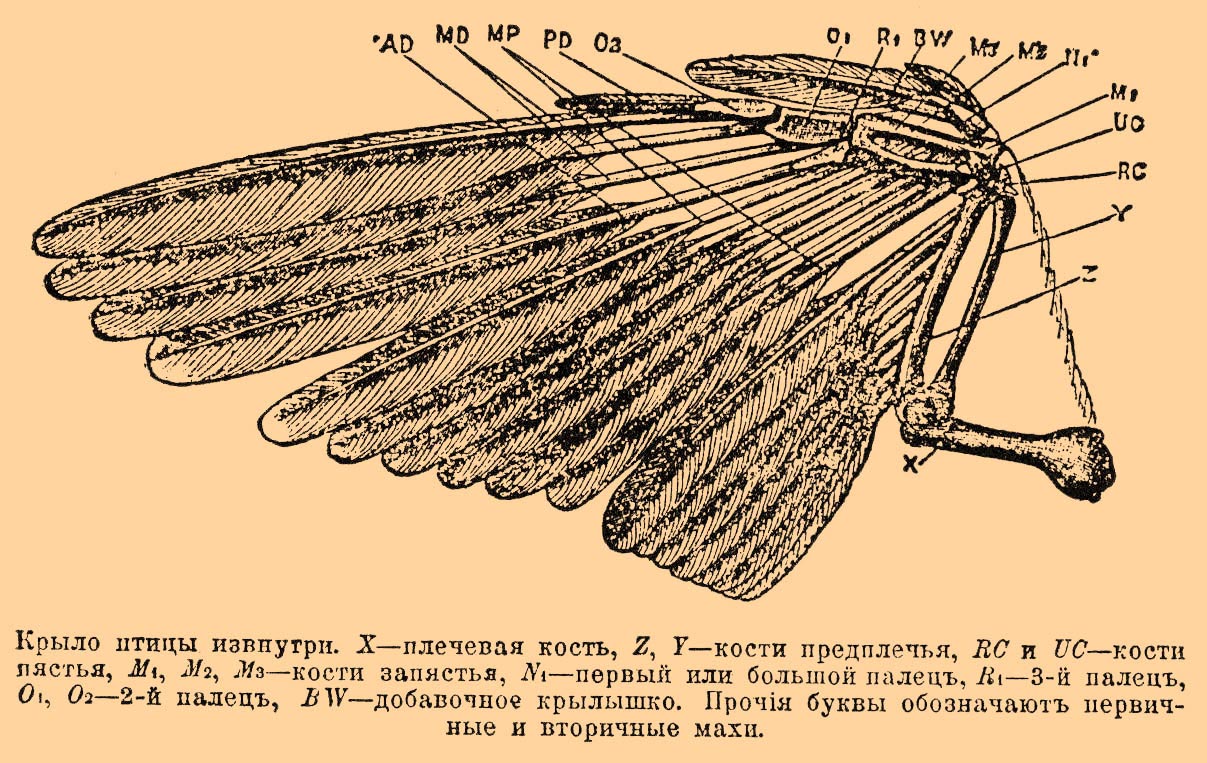 AD MD MP PD O3 O1 R1 BW M3 M2 N1
M1
UC
RC
Y
Z
X
Крыло птицы извнутри. X—плечевая кость, Z, Y—кости предплечья, RC и UC—кости
пястья, M1, M2, M3—кости запястья, N1—первый или большой палецъ, R1—3-й палецъ,
O1, O2—2-й палецъ, BW—добавочное крылышко. Прочія буквы обозначаютъ первич-
ные и вторичные махи.